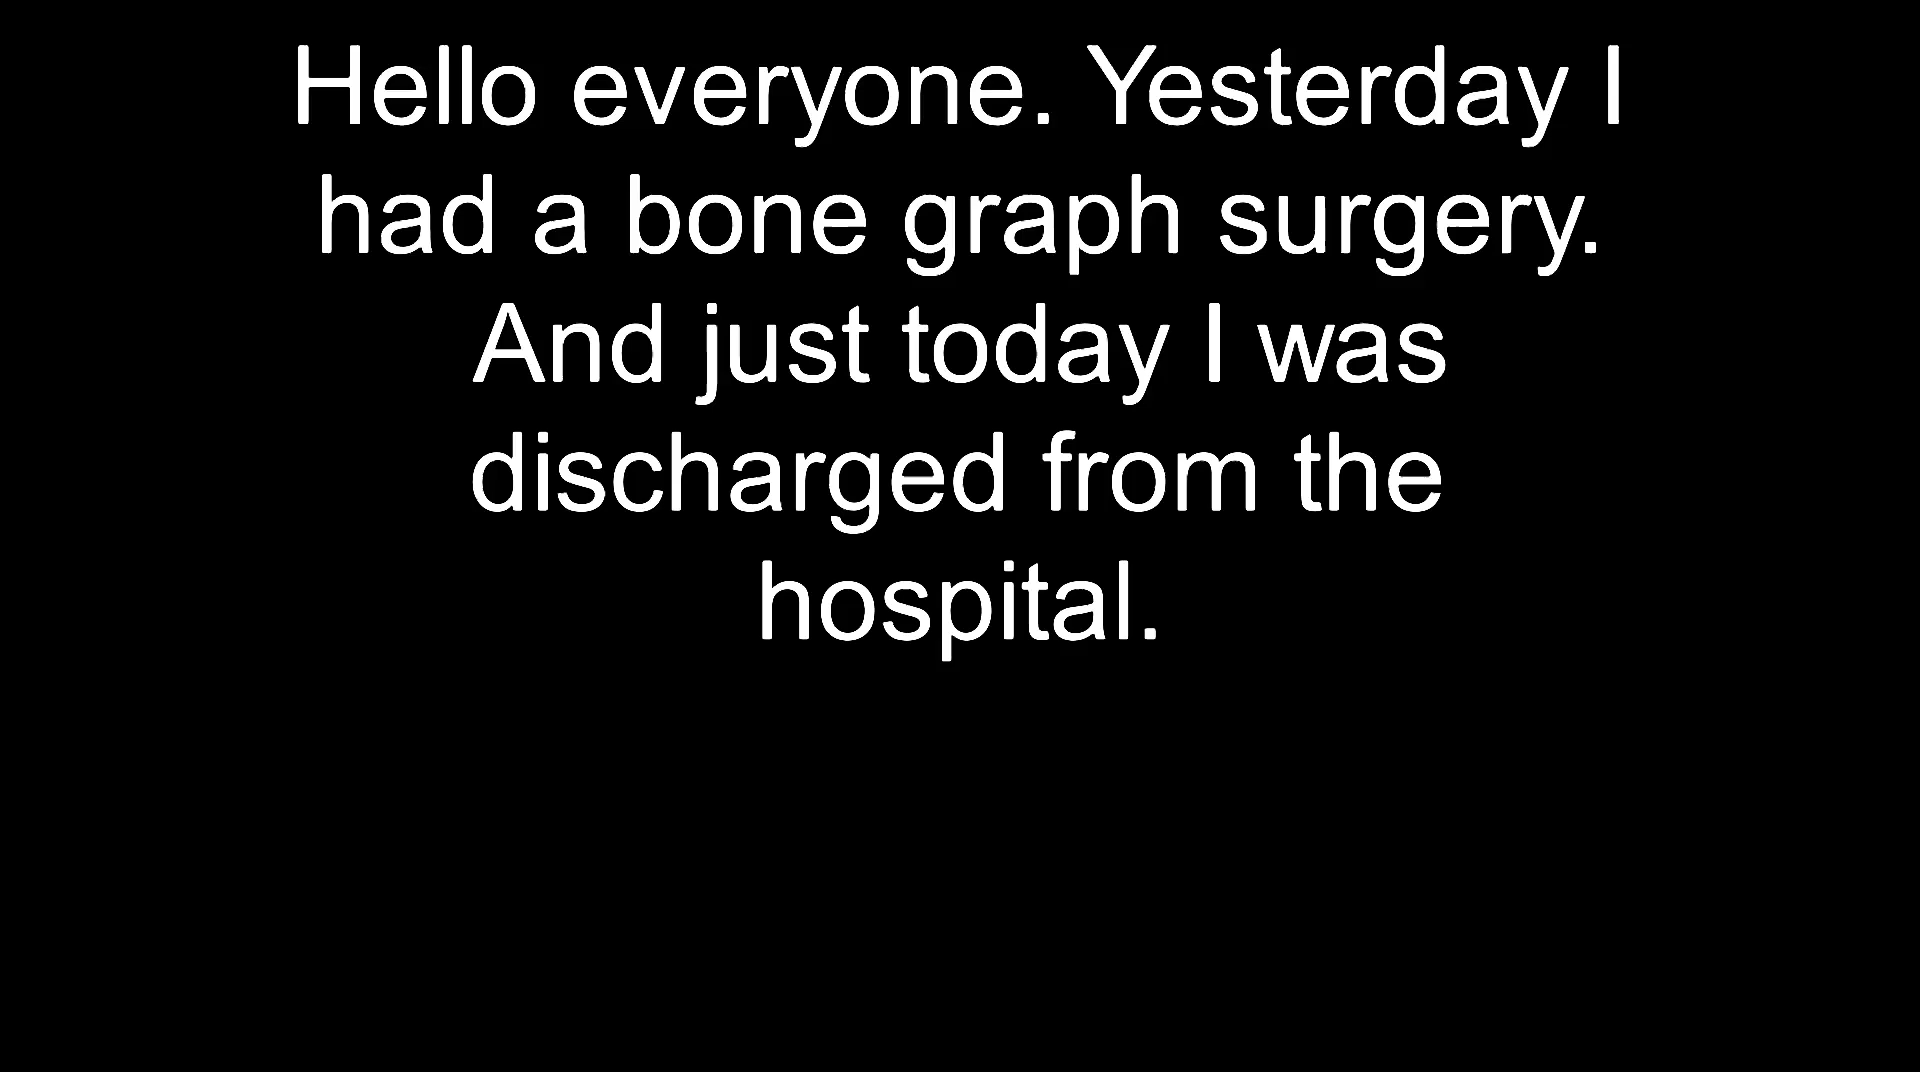 Hello everyone. Yesterday I
had a bone graph surgery.
And just today I was
discharged from the
hospital.